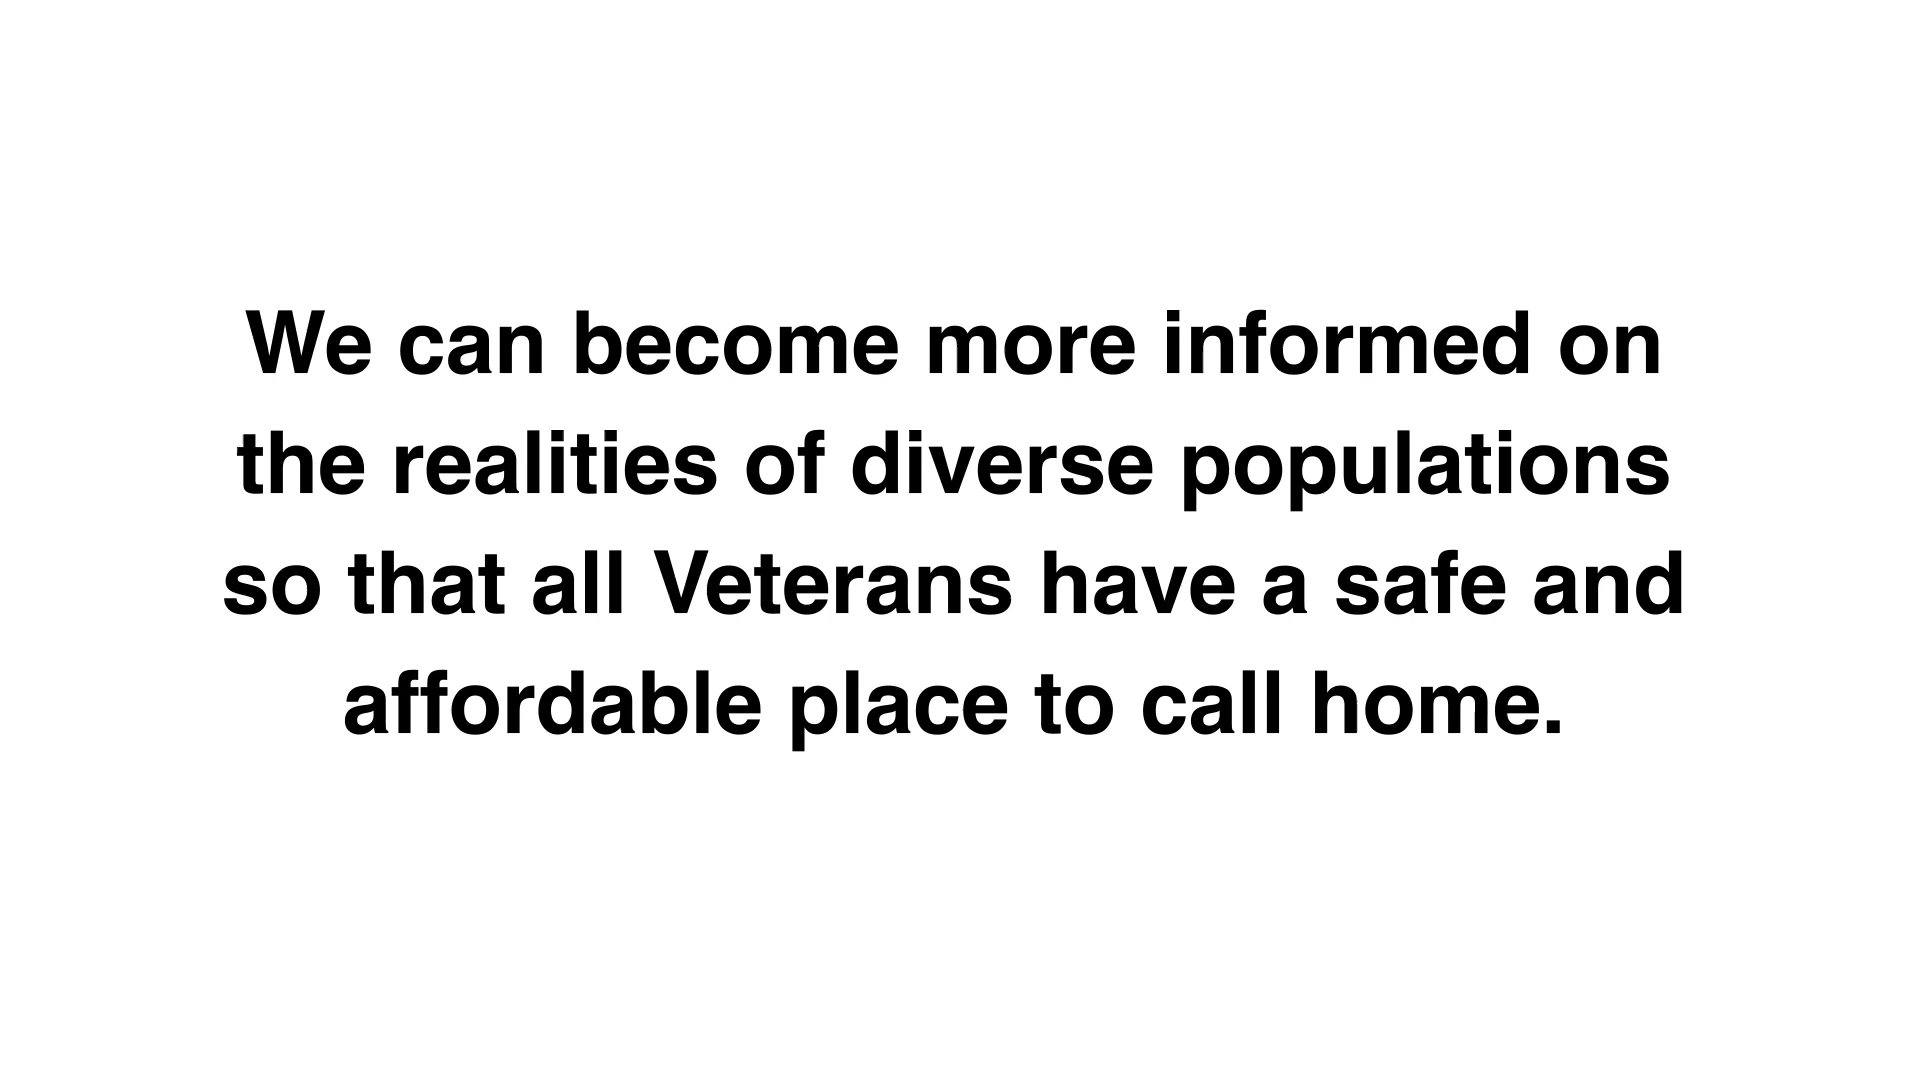 We can become more informed on
the realities of diverse populations
so that all Veterans have a safe and
affordable place to call home.